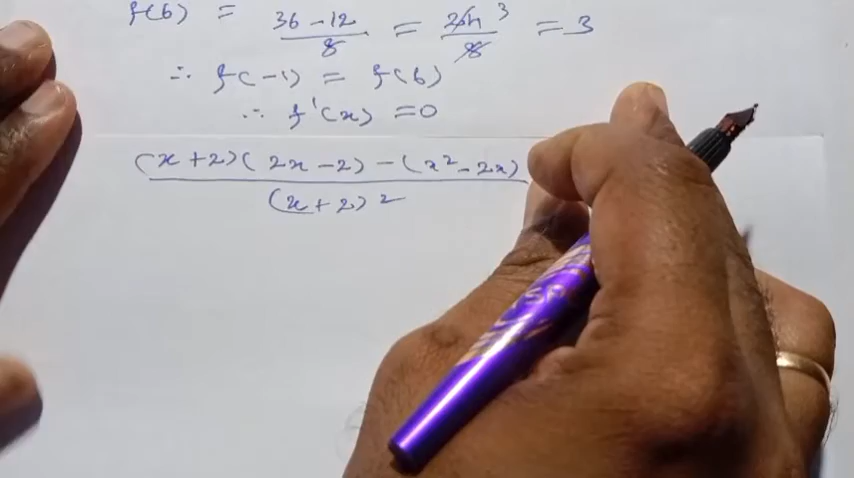 f(6) = 36 - 12 / 8 = 24 3 / 8 = 3
∴ f(-1) = f(6)
∴ f'(x) = 0
(x + 2)(2x - 2) - (x² - 2x)
(x + 2)²